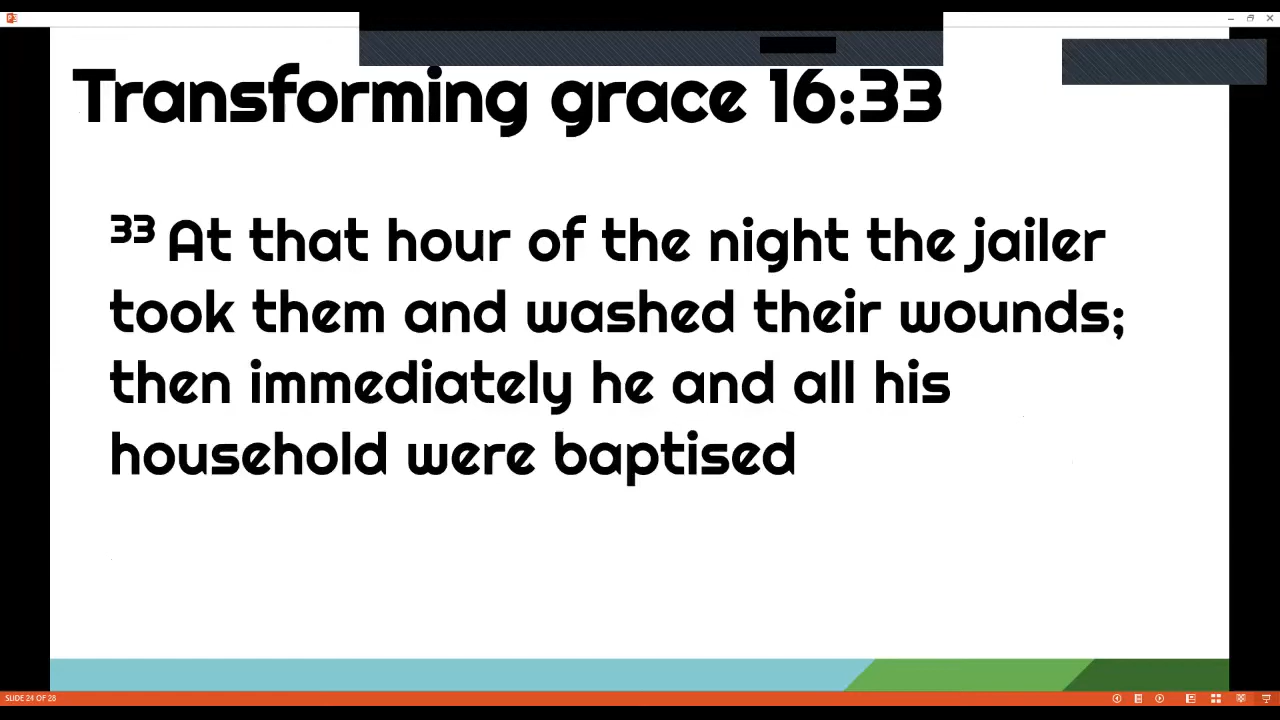 Transforming grace 16:33
33 At that hour of the night the jailer
took them and washed their wounds;
then immediately he and all his
household were baptised
SLIDE 24 OF 28